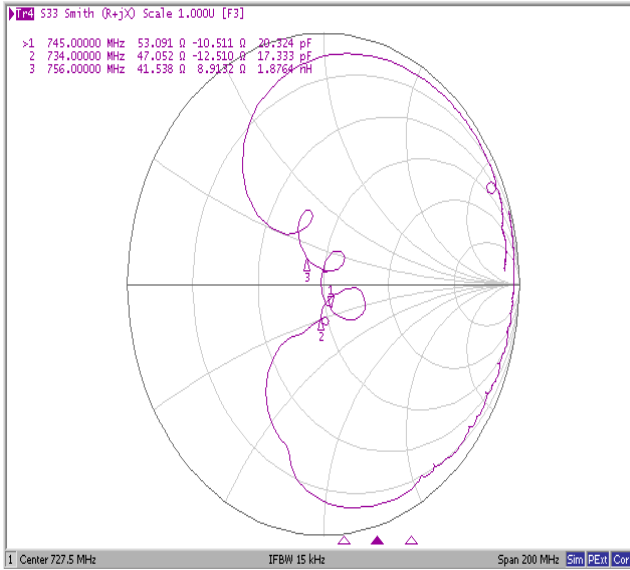 Tr4 S33 Smith (R+jX) Scale 1.000U [F3]
>1 745.00000 MHz 53.091 Ω -10.511 Ω 20.324 pF
2 734.00000 MHz 47.052 Ω -12.510 Ω 17.333 pF
3 756.00000 MHz 41.538 Ω 8.9132 Ω 1.8764 nH
3
1
2
1 Center 727.5 MHz IFBW 15 kHz Span 200 MHz Sim PExt Cor